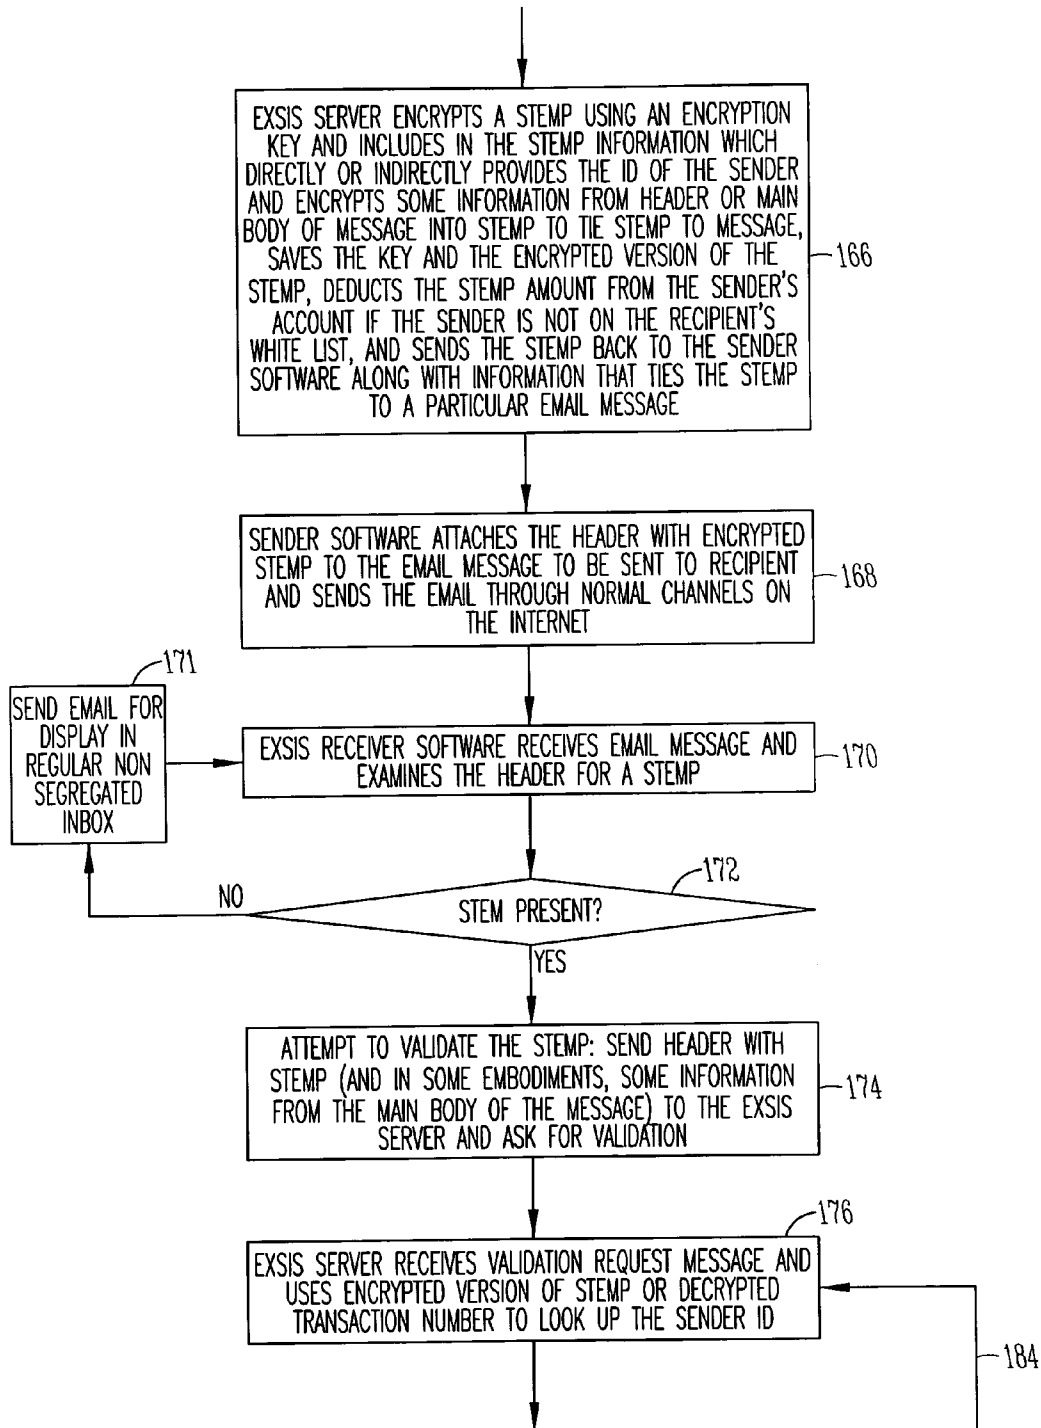 EXSIS SERVER ENCRYPTS A STEMP USING AN ENCRYPTION
KEY AND INCLUDES IN THE STEMP INFORMATION WHICH
DIRECTLY OR INDIRECTLY PROVIDES THE ID OF THE SENDER
AND ENCRYPTS SOME INFORMATION FROM HEADER OR MAIN
BODY OF MESSAGE INTO STEMP TO TIE STEMP TO MESSAGE,
SAVES THE KEY AND THE ENCRYPTED VERSION OF THE
STEMP, DEDUCTS THE STEMP AMOUNT FROM THE SENDER'S
ACCOUNT IF THE SENDER IS NOT ON THE RECIPIENT'S
WHITE LIST, AND SENDS THE STEMP BACK TO THE SENDER
SOFTWARE ALONG WITH INFORMATION THAT TIES THE STEMP
TO A PARTICULAR EMAIL MESSAGE
166
SENDER SOFTWARE ATTACHES THE HEADER WITH ENCRYPTED
STEMP TO THE EMAIL MESSAGE TO BE SENT TO RECIPIENT
AND SENDS THE EMAIL THROUGH NORMAL CHANNELS ON
THE INTERNET
168
171
SEND EMAIL FOR
DISPLAY IN
REGULAR NON
SEGREGATED
INBOX
EXSIS RECEIVER SOFTWARE RECEIVES EMAIL MESSAGE AND
EXAMINES THE HEADER FOR A STEMP
170
172
NO
STEM PRESENT?
YES
ATTEMPT TO VALIDATE THE STEMP: SEND HEADER WITH
STEMP (AND IN SOME EMBODIMENTS, SOME INFORMATION
FROM THE MAIN BODY OF THE MESSAGE) TO THE EXSIS
SERVER AND ASK FOR VALIDATION
174
176
EXSIS SERVER RECEIVES VALIDATION REQUEST MESSAGE AND
USES ENCRYPTED VERSION OF STEMP OR DECRYPTED
TRANSACTION NUMBER TO LOOK UP THE SENDER ID
184